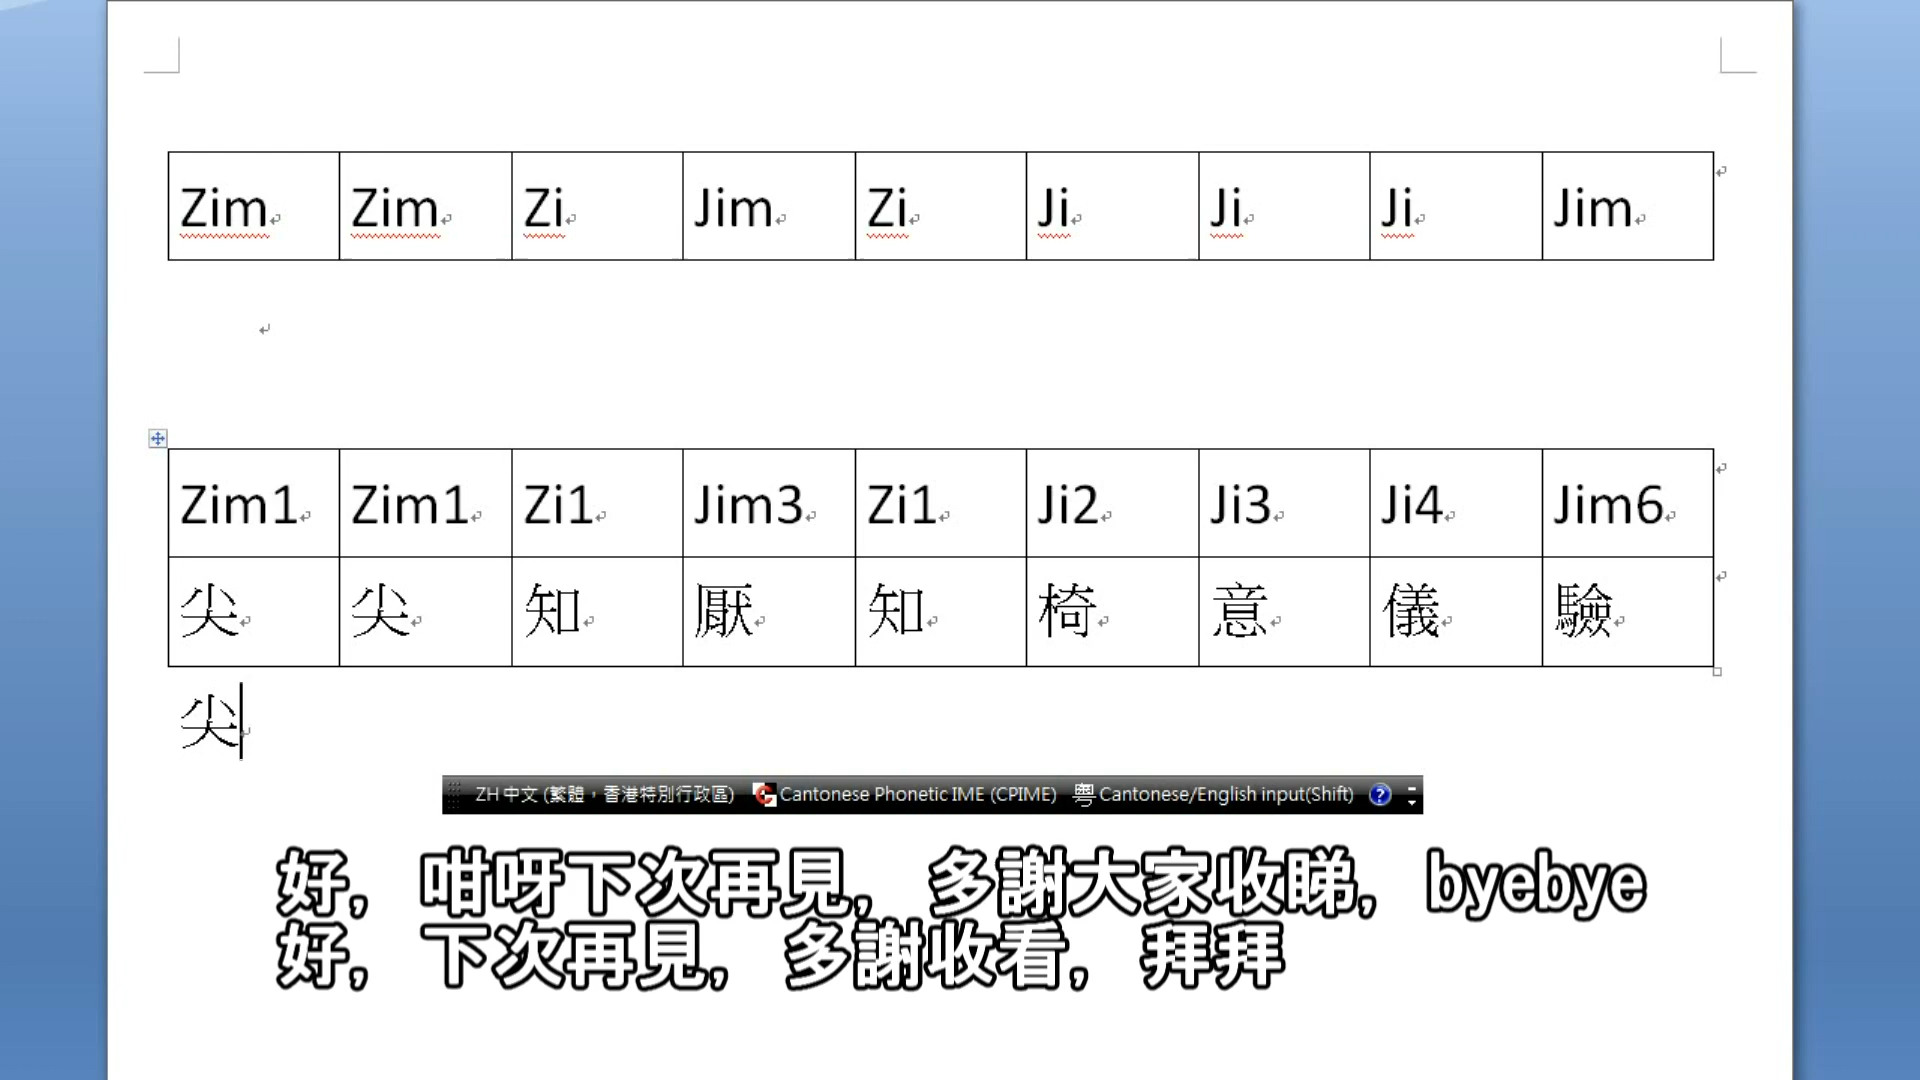 Zim Zim Zi Jim Zi Ji Ji Ji Jim
Zim1 Zim1 Zi1 Jim3 Zi1 Ji2 Ji3 Ji4 Jim6
尖 尖 知 厭 知 椅 意 儀 驗
尖
ZH 中文 (繁體，香港特別行政區) Cantonese Phonetic IME (CPIME) 粵 Cantonese/English input(Shift) ?
好，咁呀下次再見，多謝大家收睇，byebye
好，下次再見，多謝收看，拜拜